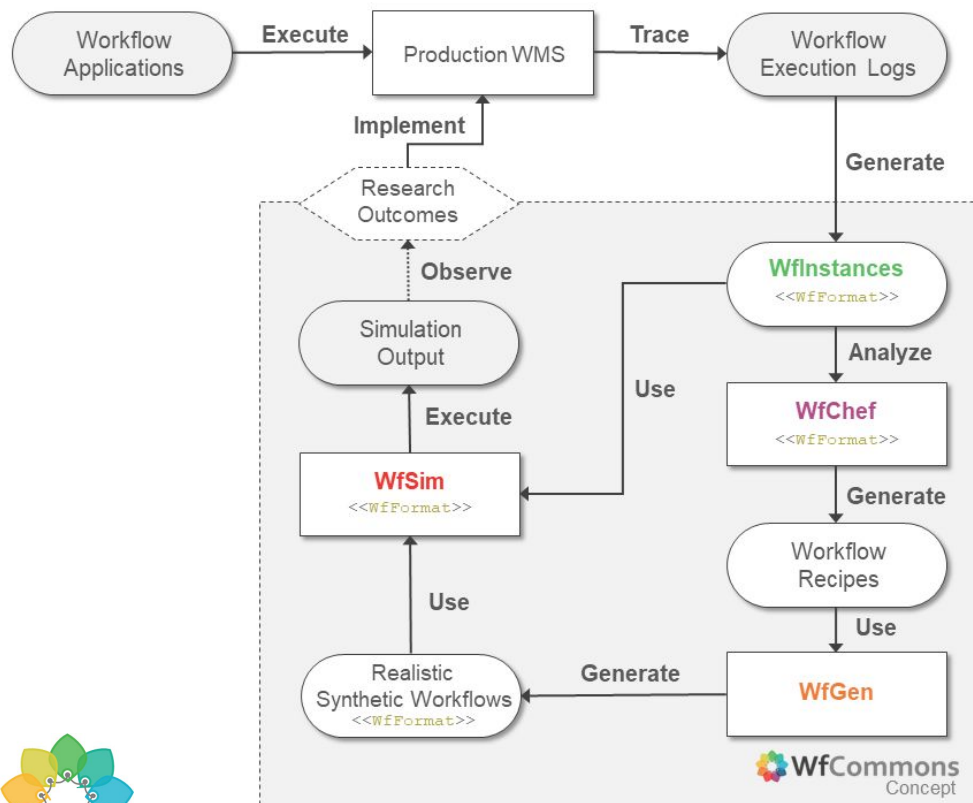 Workflow
Applications
Execute
Production WMS
Trace
Workflow
Execution Logs
Implement
Generate
Research
Outcomes
WfInstances
<<WfFormat>>
Observe
Simulation
Output
Analyze
Use
WfChef
<<WfFormat>>
Execute
WfSim
<<WfFormat>>
Generate
Workflow
Recipes
Use
Use
Realistic
Synthetic Workflows
<<WfFormat>>
Generate
WfGen
WfCommons
Concept